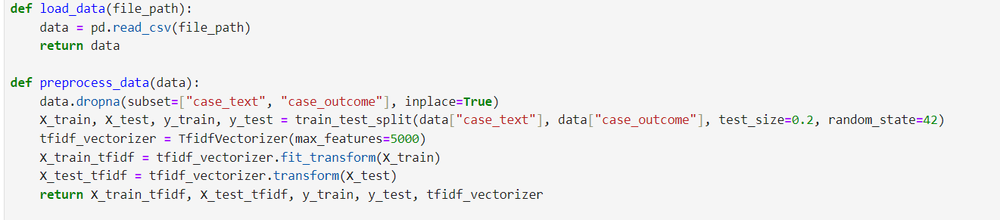 def load_data(file_path):
    data = pd.read_csv(file_path)
    return data
def preprocess_data(data):
    data.dropna(subset=["case_text", "case_outcome"], inplace=True)
    X_train, X_test, y_train, y_test = train_test_split(data["case_text"], data["case_outcome"], test_size=0.2, random_state=42)
    tfidf_vectorizer = TfidfVectorizer(max_features=5000)
    X_train_tfidf = tfidf_vectorizer.fit_transform(X_train)
    X_test_tfidf = tfidf_vectorizer.transform(X_test)
    return X_train_tfidf, X_test_tfidf, y_train, y_test, tfidf_vectorizer